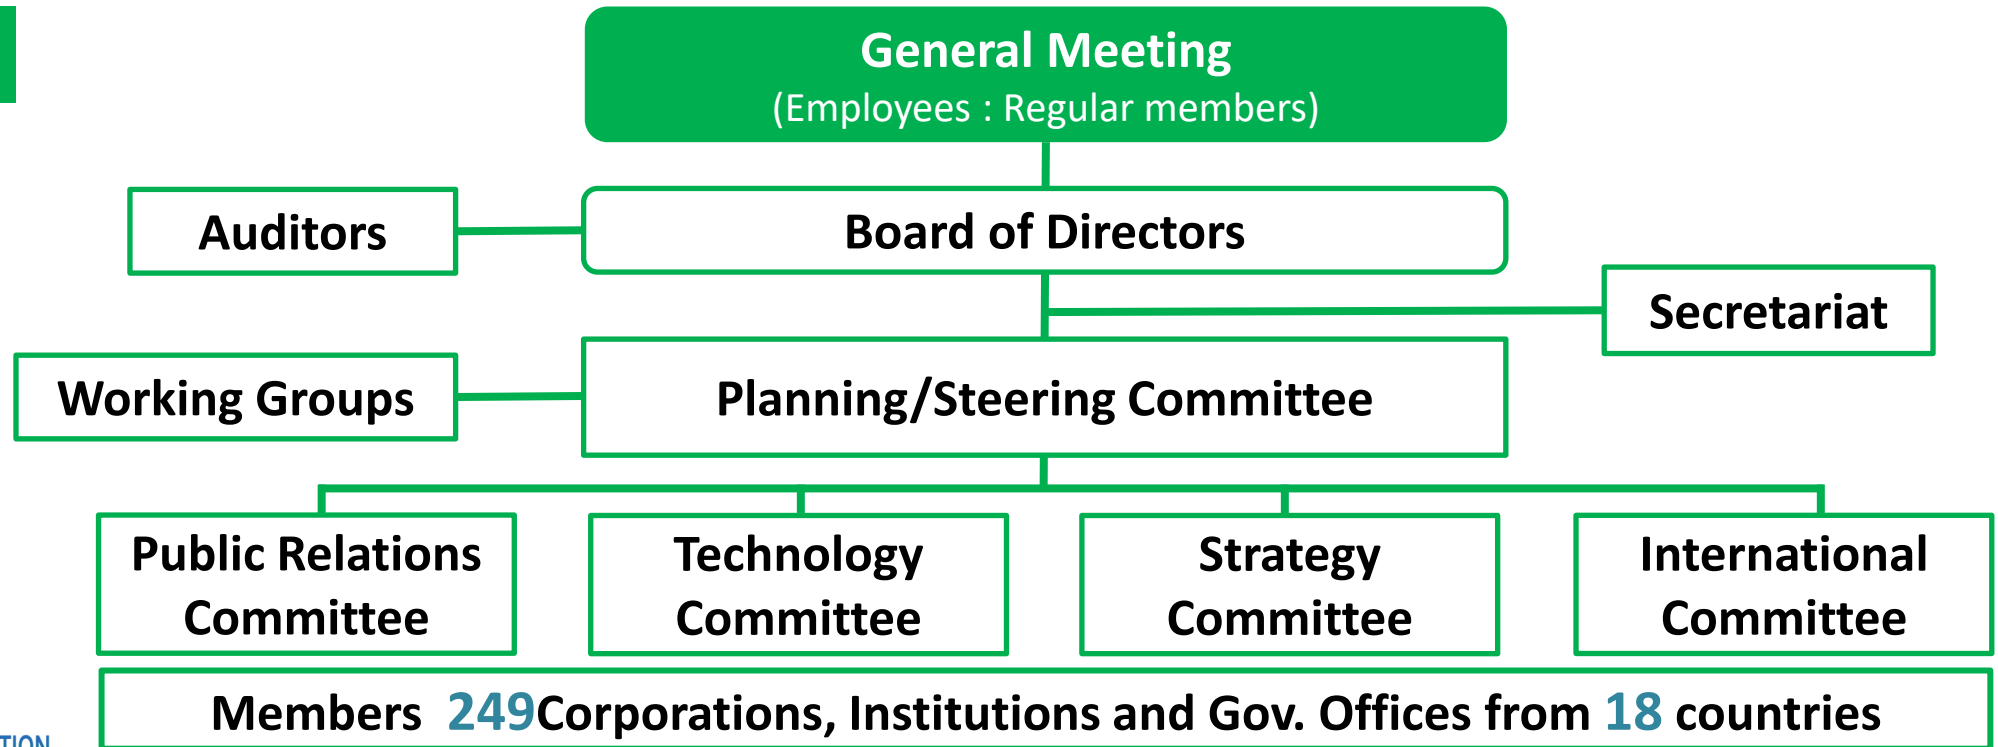 General Meeting
(Employees : Regular members)
Auditors
Board of Directors
Secretariat
Working Groups
Planning/Steering Committee
Public Relations
Committee
Technology
Committee
Strategy
Committee
International
Committee
Members 249Corporations, Institutions and Gov. Offices from 18 countries